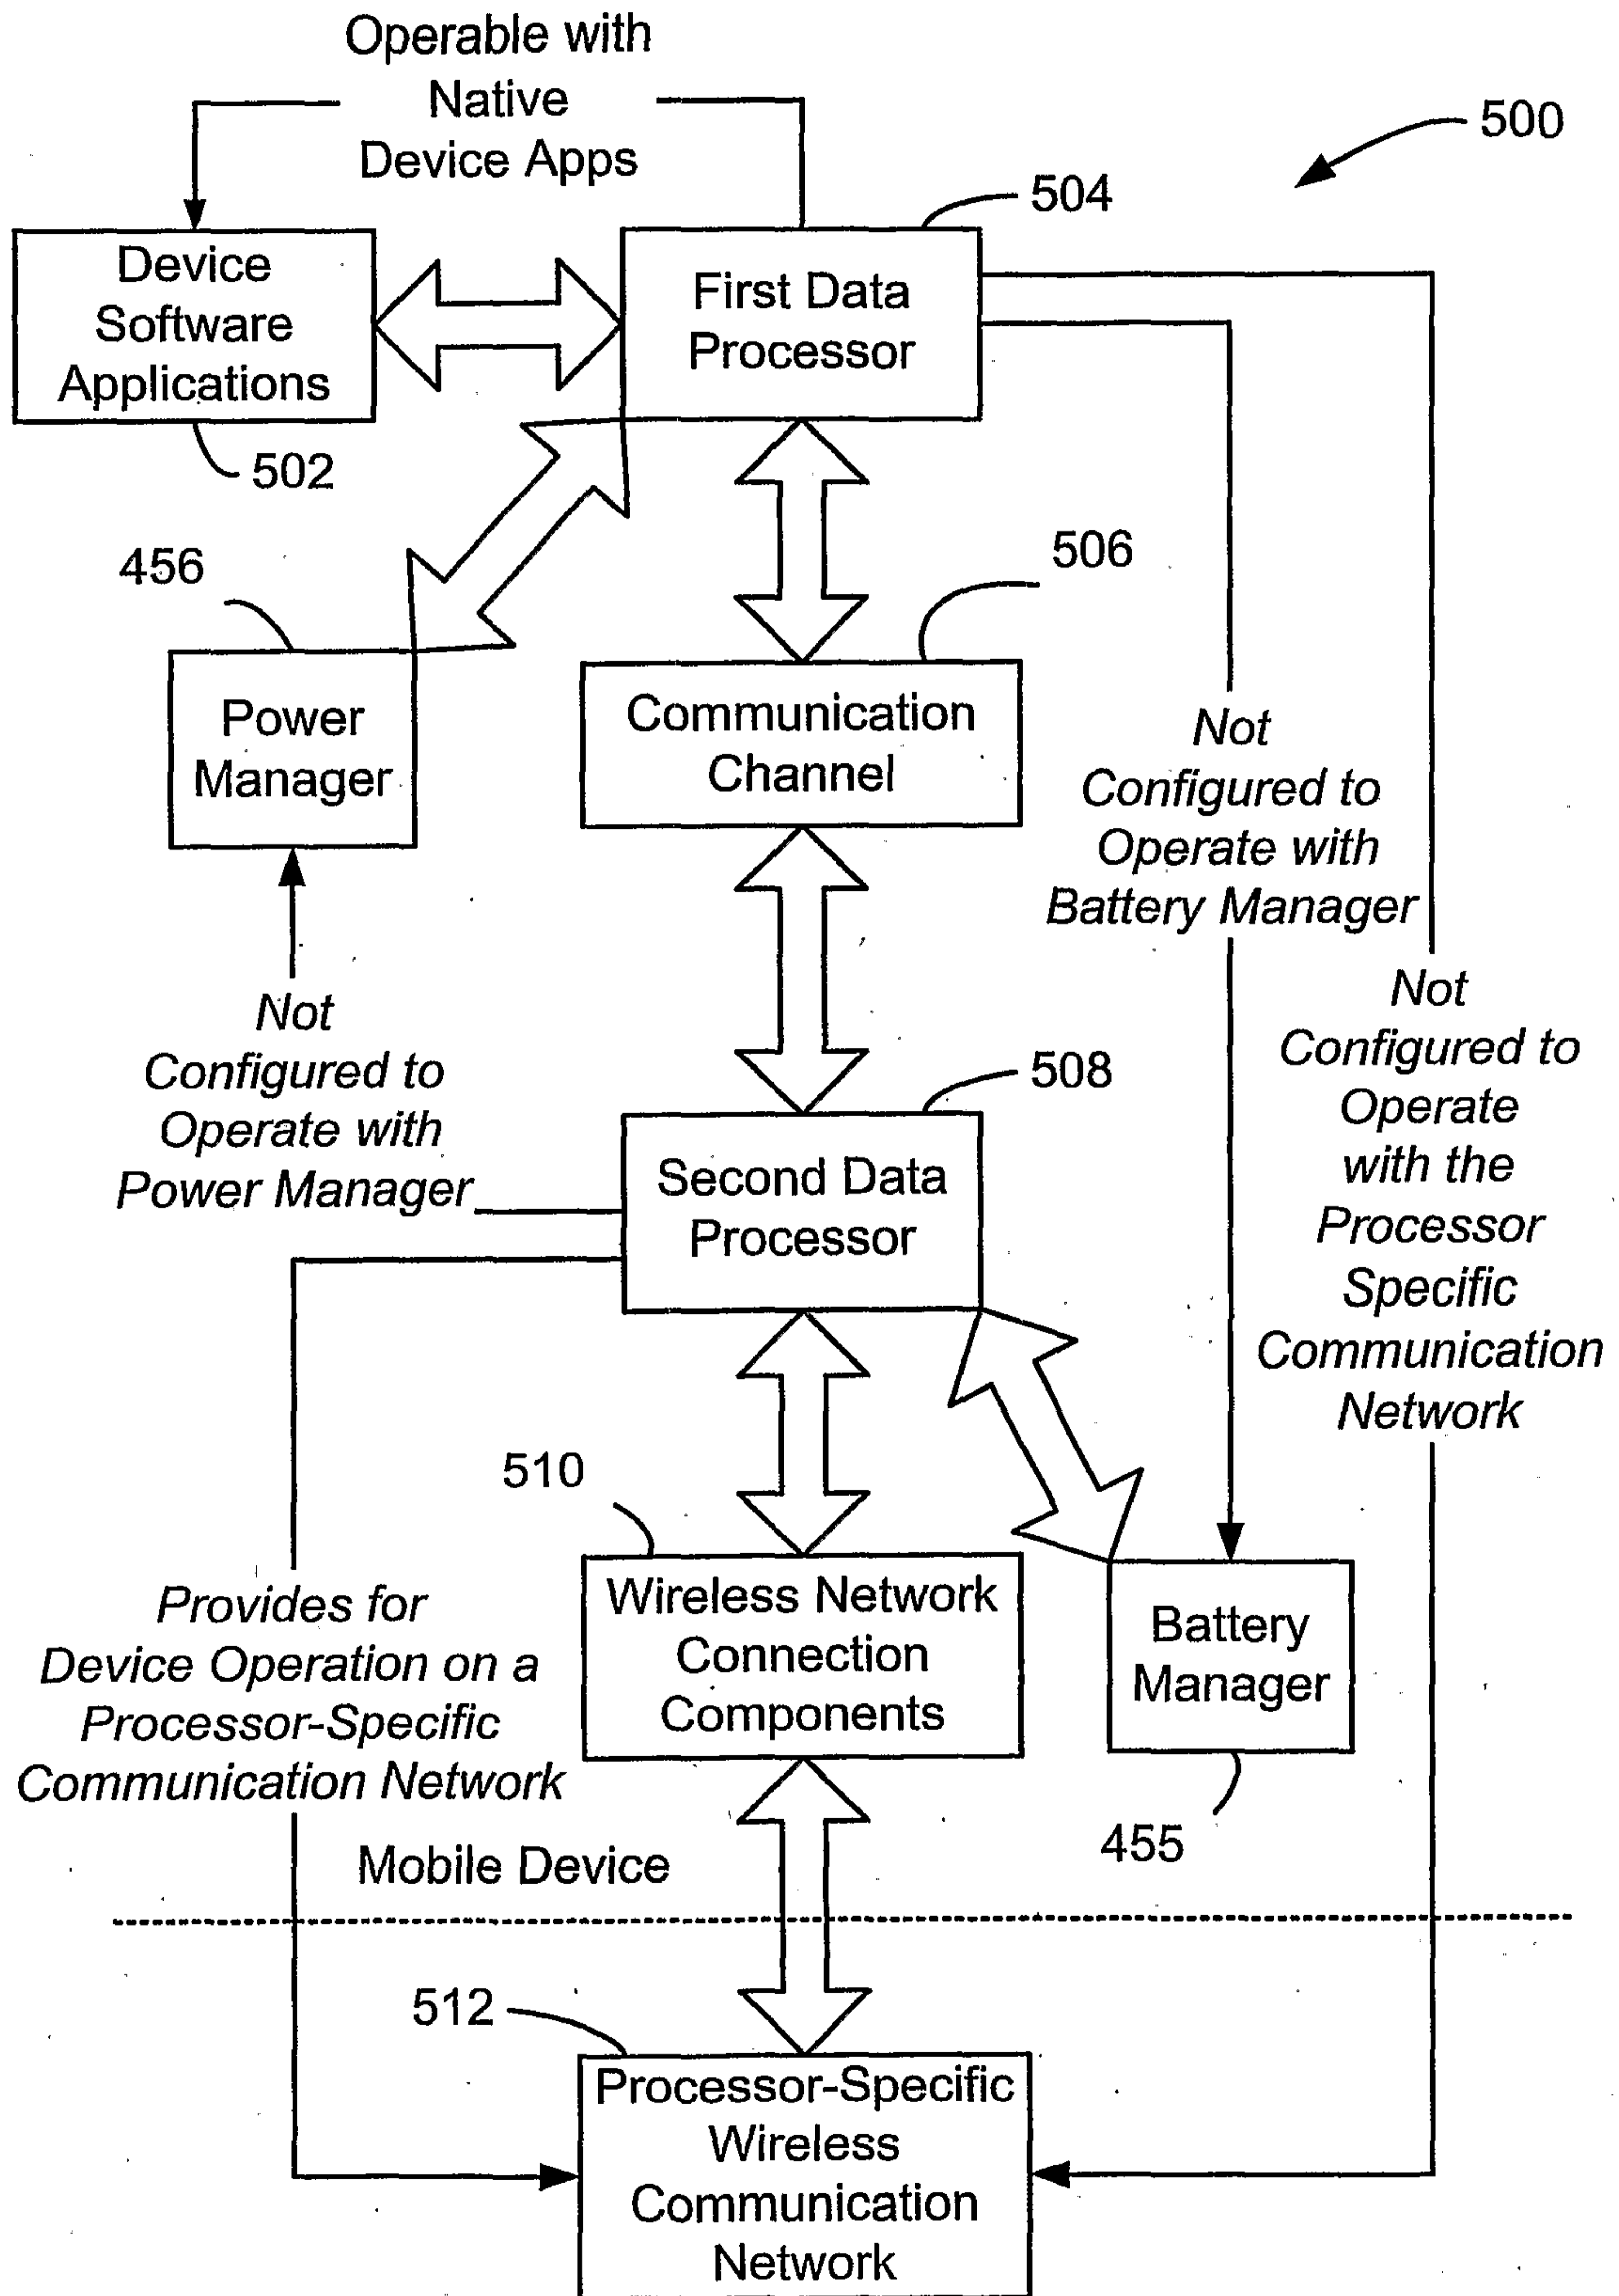 Operable with
Native
Device Apps
500
504
Device
Software
Applications
First Data
Processor
502
456
506
Power
Manager
Communication
Channel
Not
Configured to
Operate with
Battery Manager
Not
Configured to
Operate with
Power Manager
Not
Configured to
Operate
with the
Processor
Specific
Communication
Network
508
Second Data
Processor
510
Wireless Network
Connection
Components
Battery
Manager
Provides for
Device Operation on a
Processor-Specific
Communication Network
455
Mobile Device
512
Processor-Specific
Wireless
Communication
Network